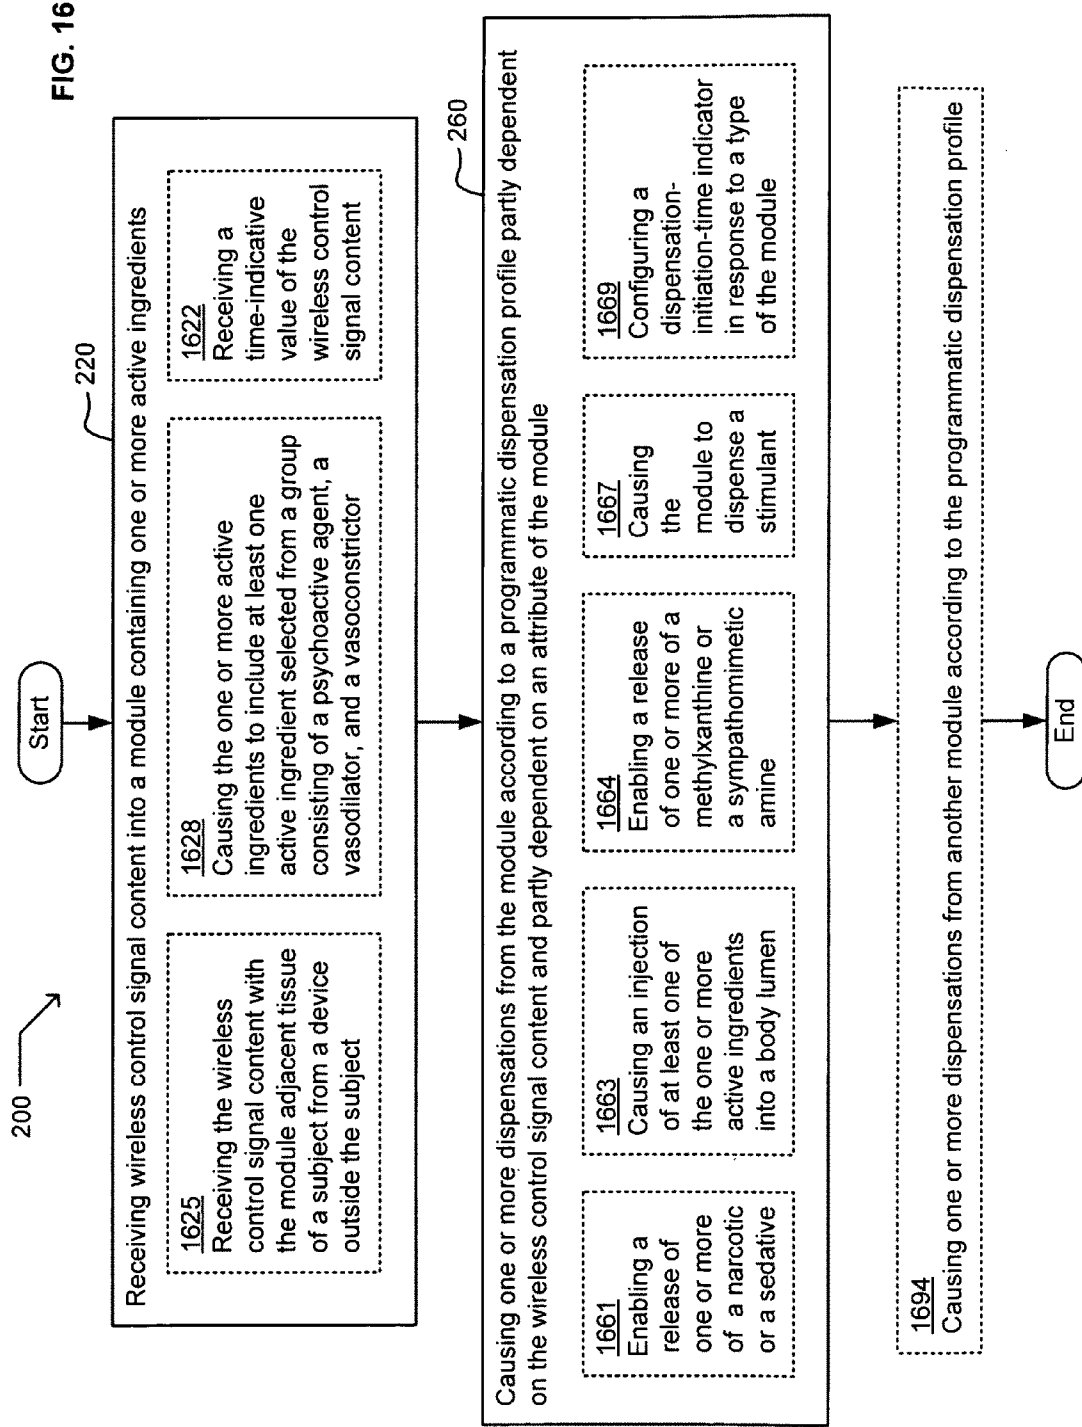 FIG. 16
200
Start
220
Receiving wireless control signal content into a module containing one or more active ingredients
1625
Receiving the wireless
control signal content with
the module adjacent tissue
of a subject from a device
outside the subject
1628
Causing the one or more active
ingredients to include at least one
active ingredient selected from a group
consisting of a psychoactive agent, a
vasodilator, and a vasoconstrictor
1622
Receiving a
time-indicative
value of the
wireless control
signal content
260
Causing one or more dispensations from the module according to a programmatic dispensation profile partly dependent
on the wireless control signal content and partly dependent on an attribute of the module
1661
Enabling a
release of
one or more
of a narcotic
or a sedative
1663
Causing an injection
of at least one of
the one or more
active ingredients
into a body lumen
1664
Enabling a release
of one or more of a
methylxanthine or
a sympathomimetic
amine
1667
Causing
the
module to
dispense a
stimulant
1669
Configuring a
dispensation-
initiation-time indicator
in response to a type
of the module
1694
Causing one or more dispensations from another module according to the programmatic dispensation profile
End